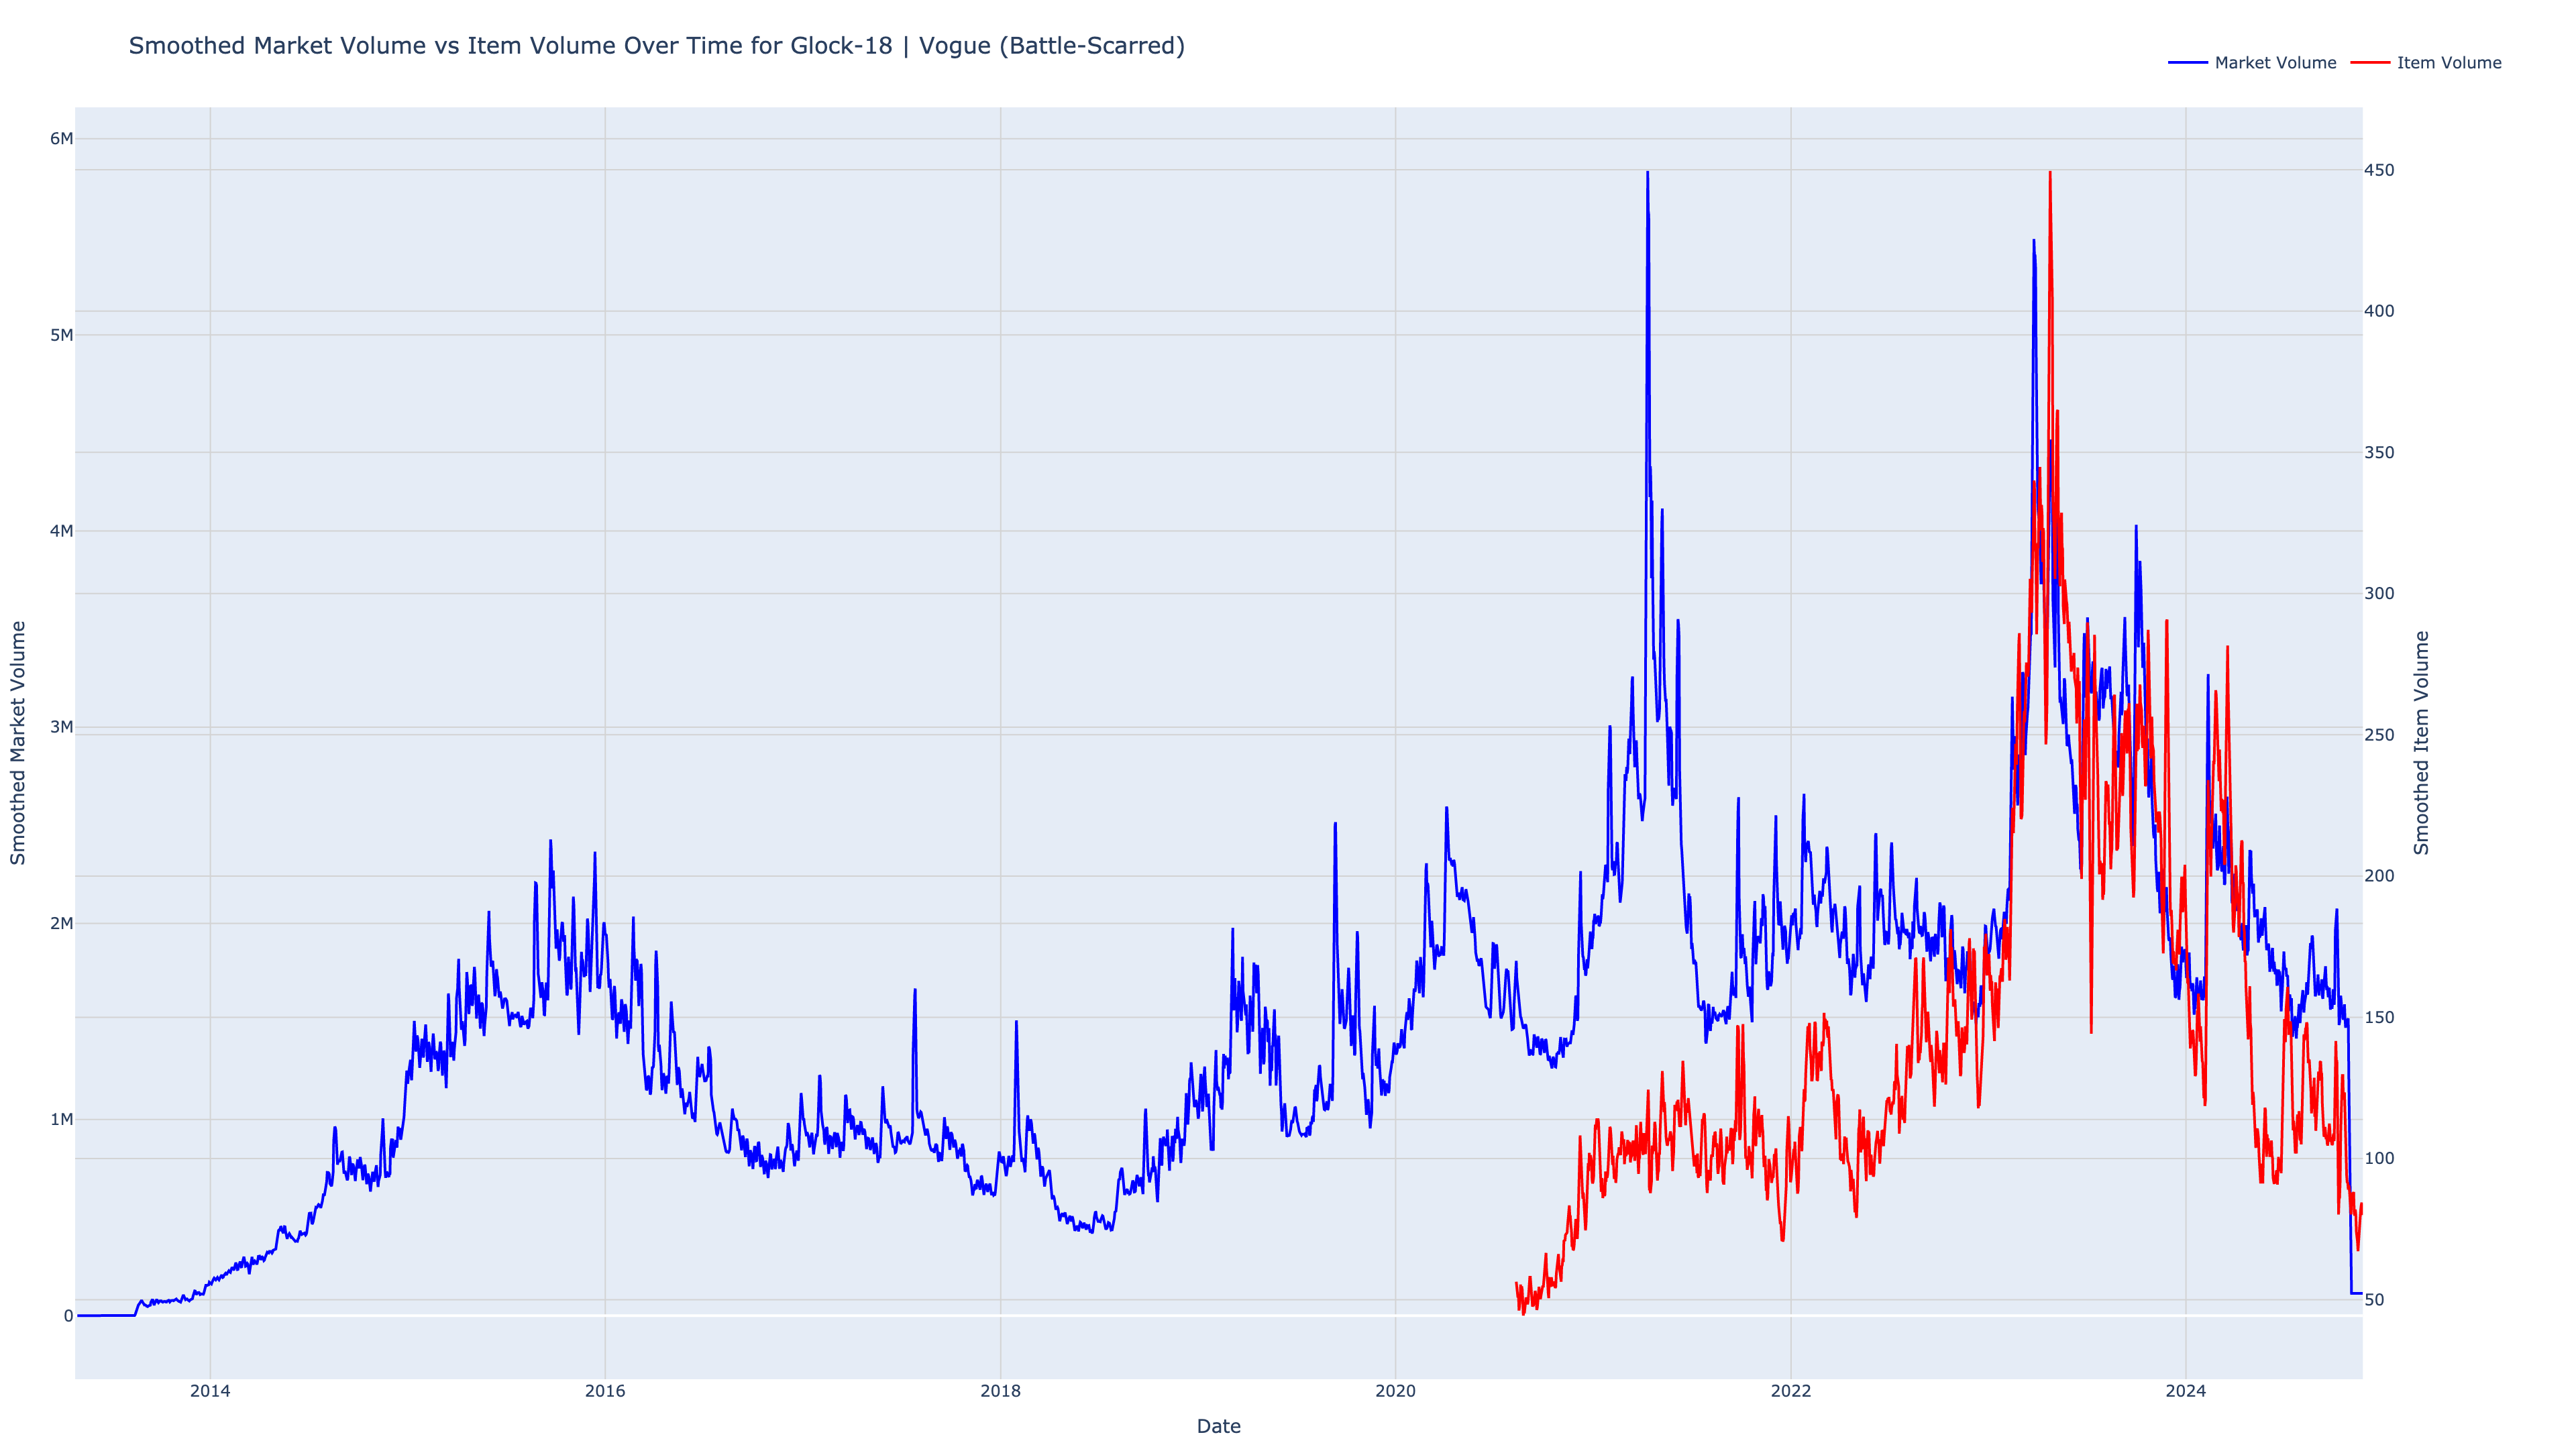 Smoothed Market Volume vs Item Volume Over Time for Glock-18 | Vogue (Battle-Scarred)
Market Volume
Item Volume
6M
5M
4M
3M
2M
1M
0
Smoothed Market Volume
450
400
350
300
250
200
150
100
50
Smoothed Item Volume
2014
2016
2018
2020
2022
2024
Date